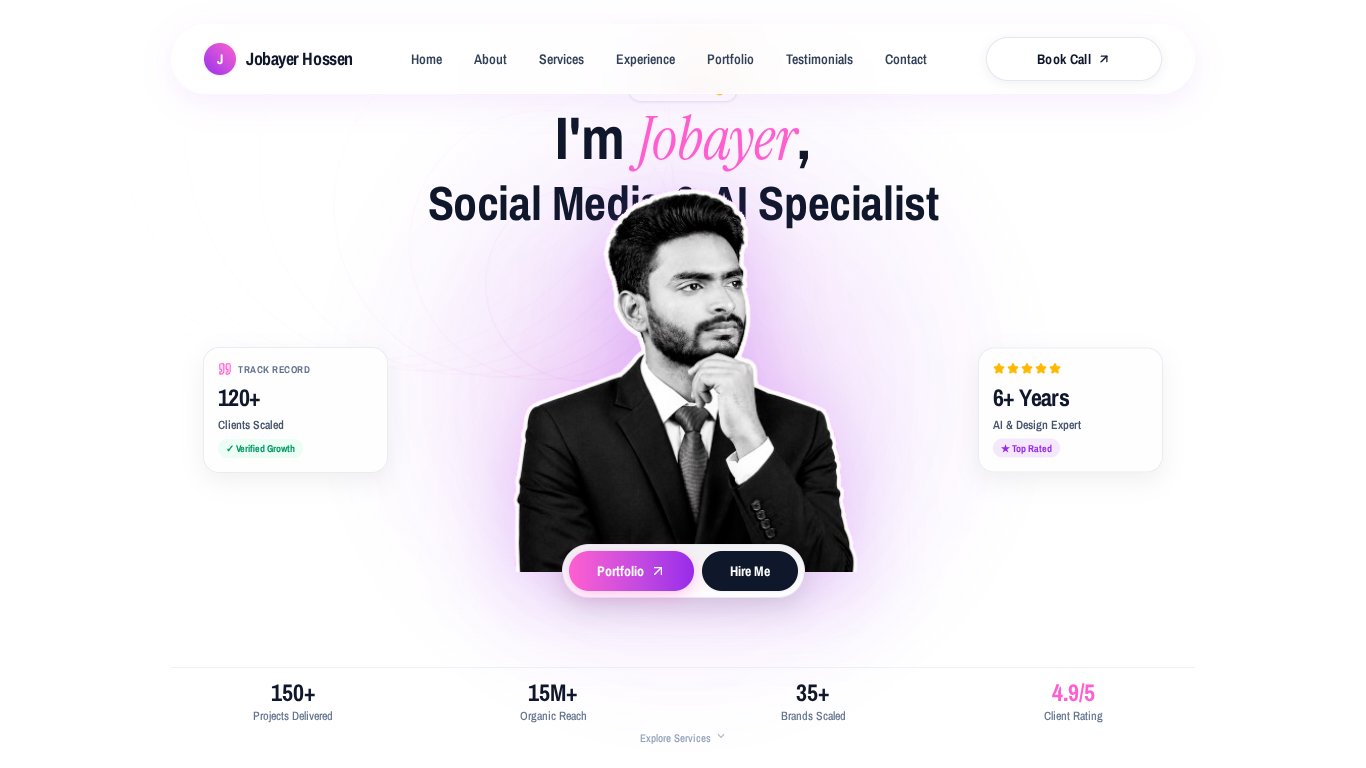 J
Jobayer Hossen
Home
About
Services
Experience
Portfolio
Testimonials
Contact
Book Call
I'm Jobayer,
Social Media & AI Specialist
TRACK RECORD
120+
Clients Scaled
✓ Verified Growth
6+ Years
AI & Design Expert
★ Top Rated
Portfolio
Hire Me
150+
Projects Delivered
15M+
Organic Reach
35+
Brands Scaled
4.9/5
Client Rating
Explore Services